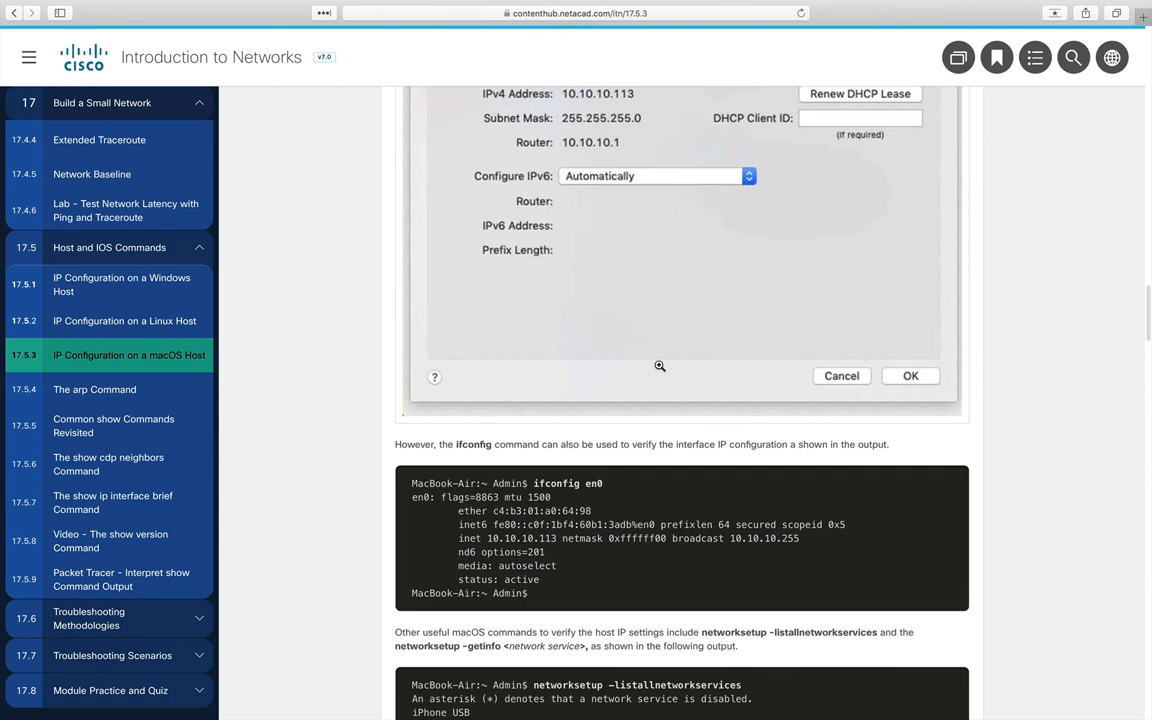 contenthub.netacad.com/itn/17.5.3
CISCO
Introduction to Networks
v7.0
17 Build a Small Network
17.4.4 Extended Traceroute
17.4.5 Network Baseline
17.4.6 Lab - Test Network Latency with
Ping and Traceroute
17.5 Host and IOS Commands
17.5.1 IP Configuration on a Windows
Host
17.5.2 IP Configuration on a Linux Host
17.5.3 IP Configuration on a macOS Host
17.5.4 The arp Command
17.5.5 Common show Commands
Revisited
17.5.6 The show cdp neighbors
Command
17.5.7 The show ip interface brief
Command
17.5.8 Video - The show version
Command
17.5.9 Packet Tracer - Interpret show
Command Output
17.6 Troubleshooting
Methodologies
17.7 Troubleshooting Scenarios
17.8 Module Practice and Quiz
IPv4 Address: 10.10.10.113 Renew DHCP Lease
Subnet Mask: 255.255.255.0 DHCP Client ID:
(If required)
Router: 10.10.10.1
Configure IPv6: Automatically
Router:
IPv6 Address:
Prefix Length:
? Cancel OK
However, the ifconfig command can also be used to verify the interface IP configuration a shown in the output.
MacBook-Air:~ Admin$ ifconfig en0
en0: flags=8863 mtu 1500
ether c4:b3:01:a0:64:98
inet6 fe80::c0f:1bf4:60b1:3adb%en0 prefixlen 64 secured scopeid 0x5
inet 10.10.10.113 netmask 0xffffff00 broadcast 10.10.10.255
nd6 options=201
media: autoselect
status: active
MacBook-Air:~ Admin$
Other useful macOS commands to verify the host IP settings include networksetup -listallnetworkservices and the
networksetup -getinfo <network service>, as shown in the following output.
MacBook-Air:~ Admin$ networksetup -listallnetworkservices
An asterisk (*) denotes that a network service is disabled.
iPhone USB